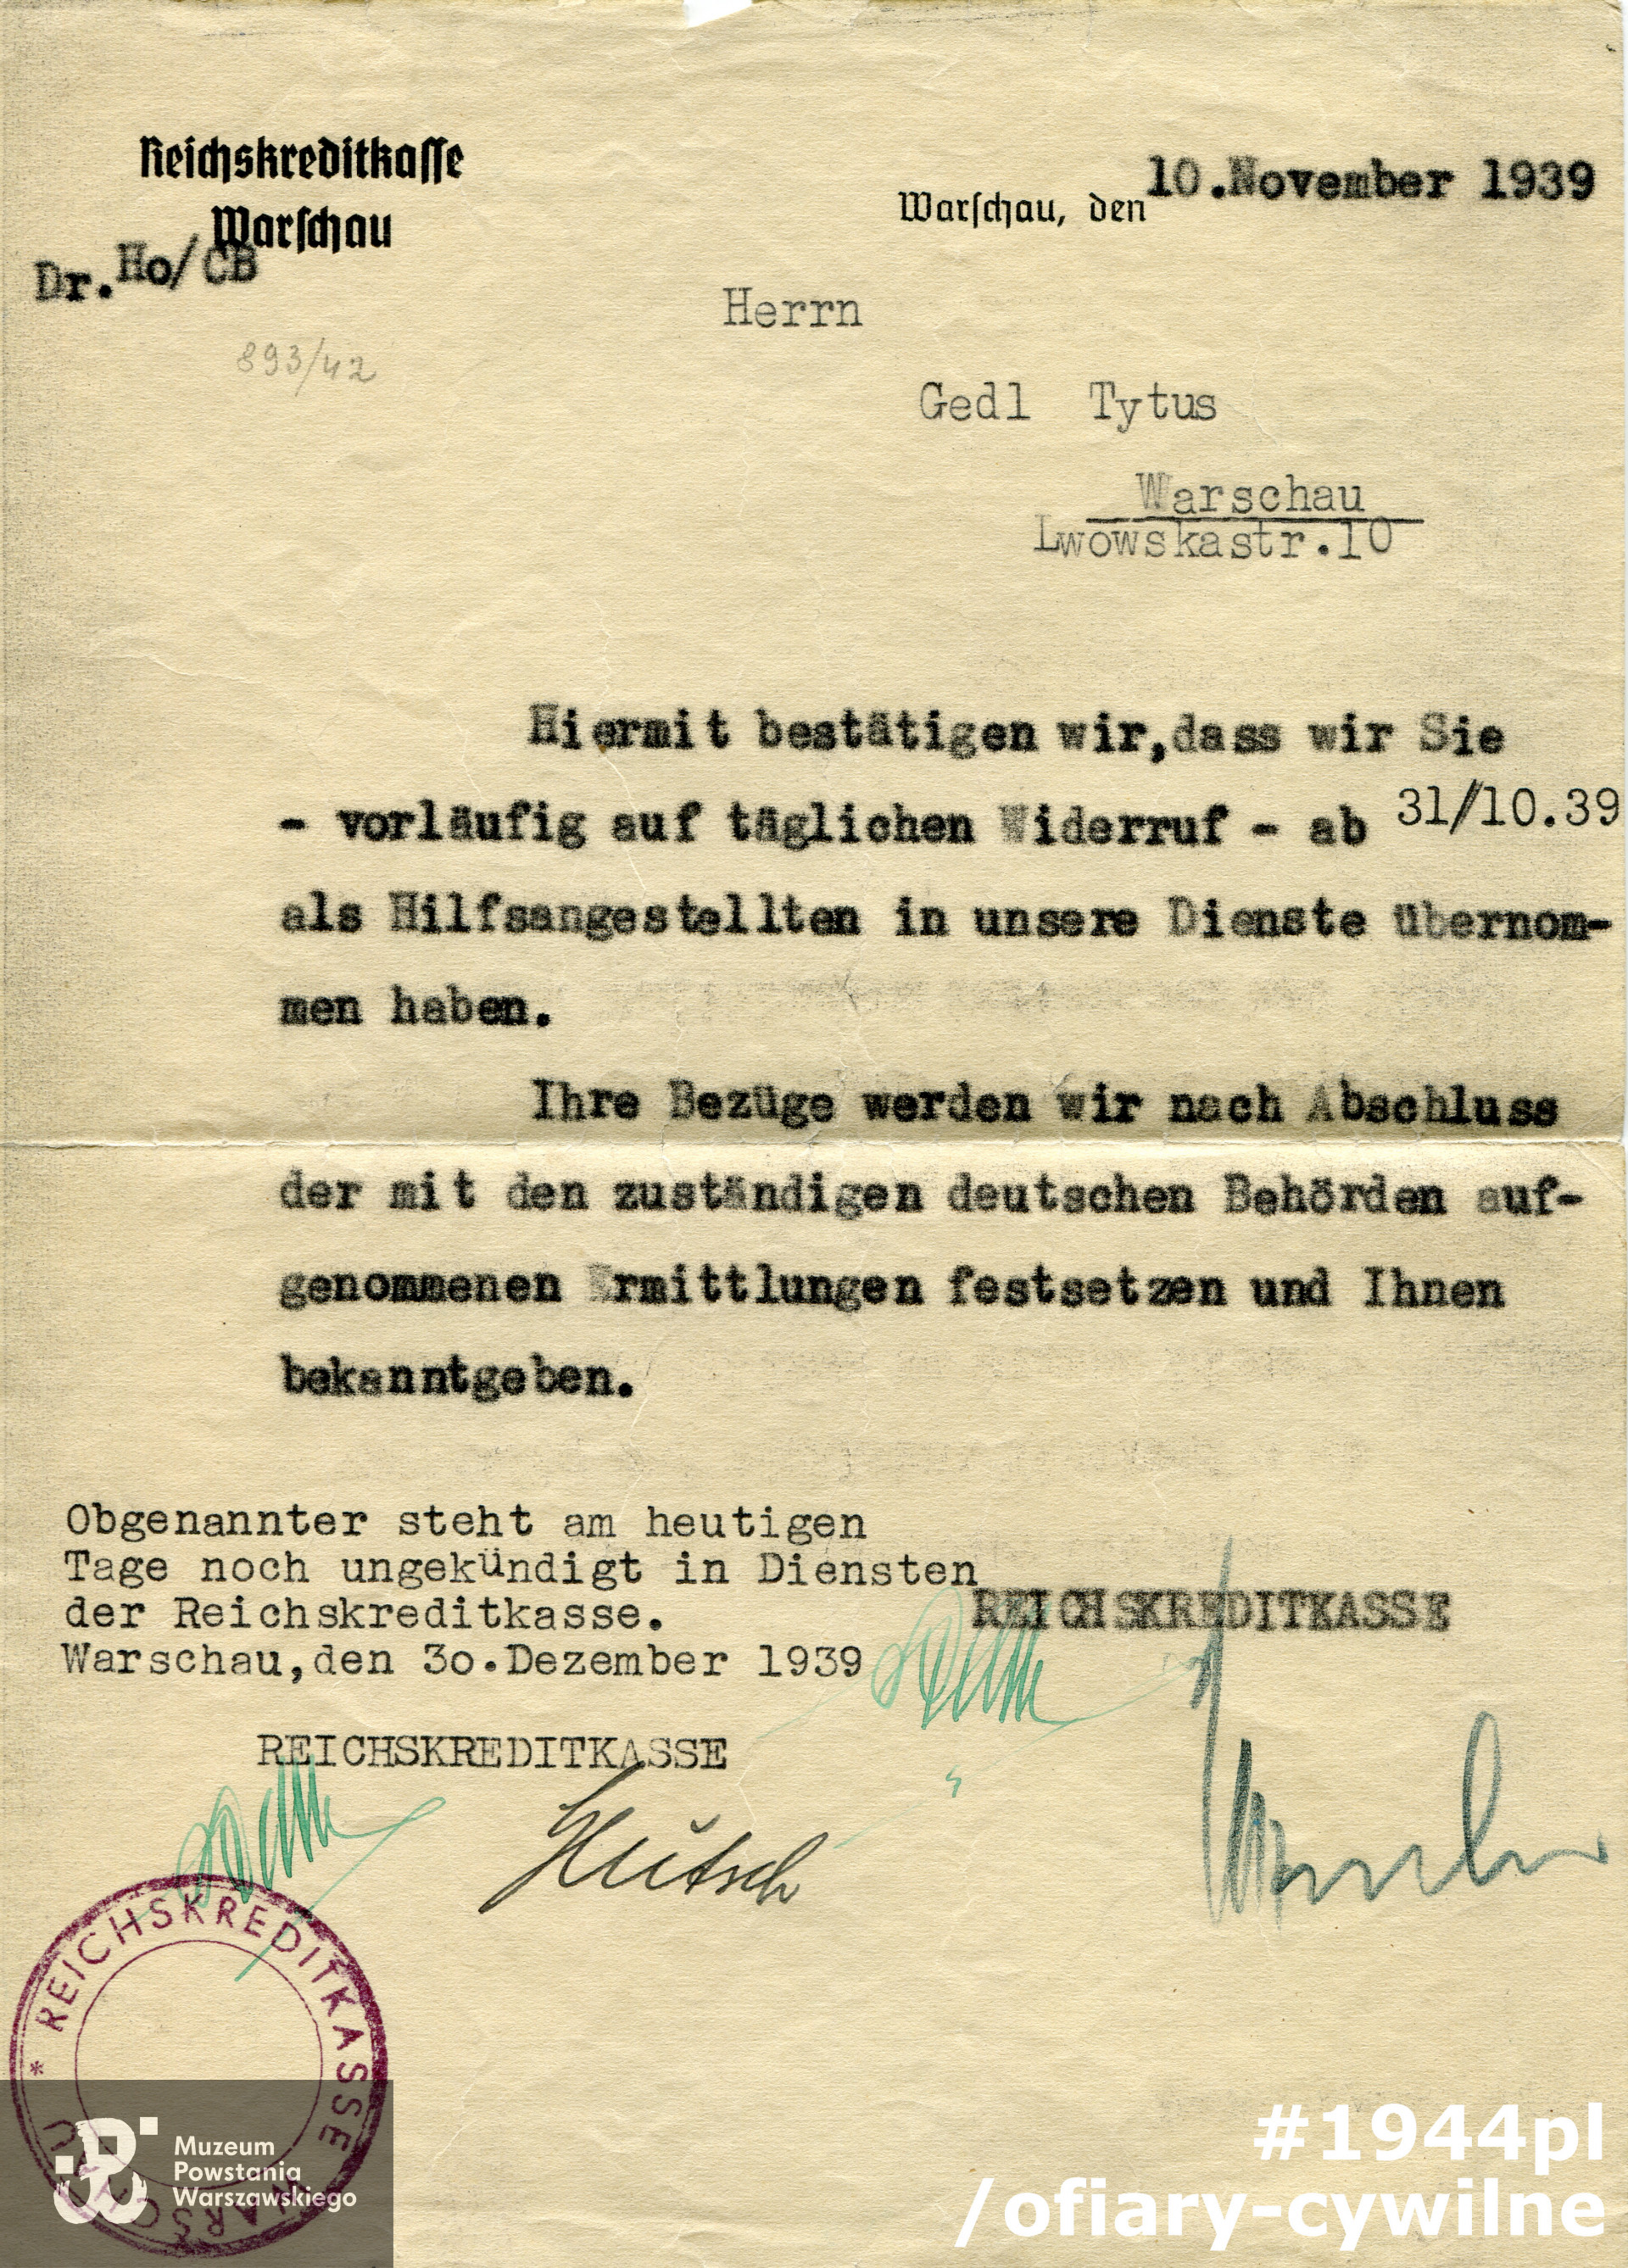 Reichskreditkasse
Warschau
Dr.Ho/CB
Warschau, den 10.November 1939
893/42
Herrn
Gedl Tytus
Warschau
Lwowskastr.10
Hiermit bestätigen wir,dass wir Sie
- vorläufig auf täglichen Widerruf - ab 31/10.39
als Hilfsangestellten in unsere Dienste übernom-
men haben.
Ihre Bezüge werden wir nach Abschluss
der mit den zuständigen deutschen Behörden auf-
genommenen Ermittlungen festsetzen und Ihnen
bekanntgeben.
Obgenannter steht am heutigen
Tage noch ungekündigt in Diensten
der Reichskreditkasse.
Warschau,den 30.Dezember 1939
REICHSKREDITKASSE
REICHSKREDITKASSE
* REICHSKREDITKASSE WARSCHAU
Muzeum
Powstania
Warszawskiego
#1944pl
/ofiary-cywilne